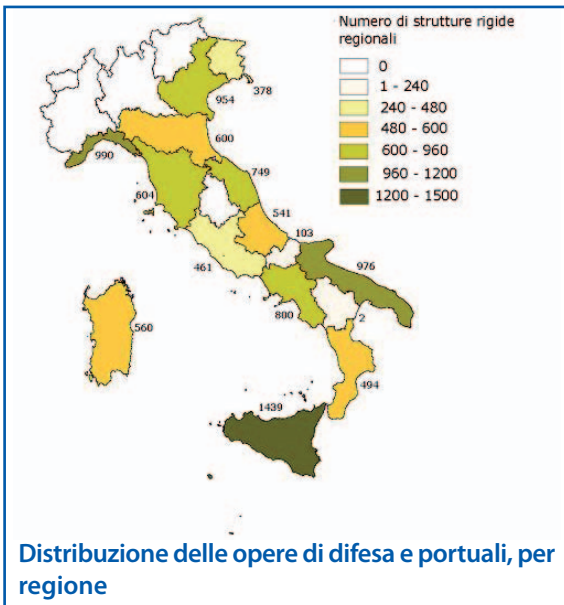 Numero di strutture rigide
regionali
0
1 - 240
240 - 480
480 - 600
600 - 960
960 - 1200
1200 - 1500
378
954
600
990
749
604
541
103
461
976
800
2
560
494
1439
Distribuzione delle opere di difesa e portuali, per
regione